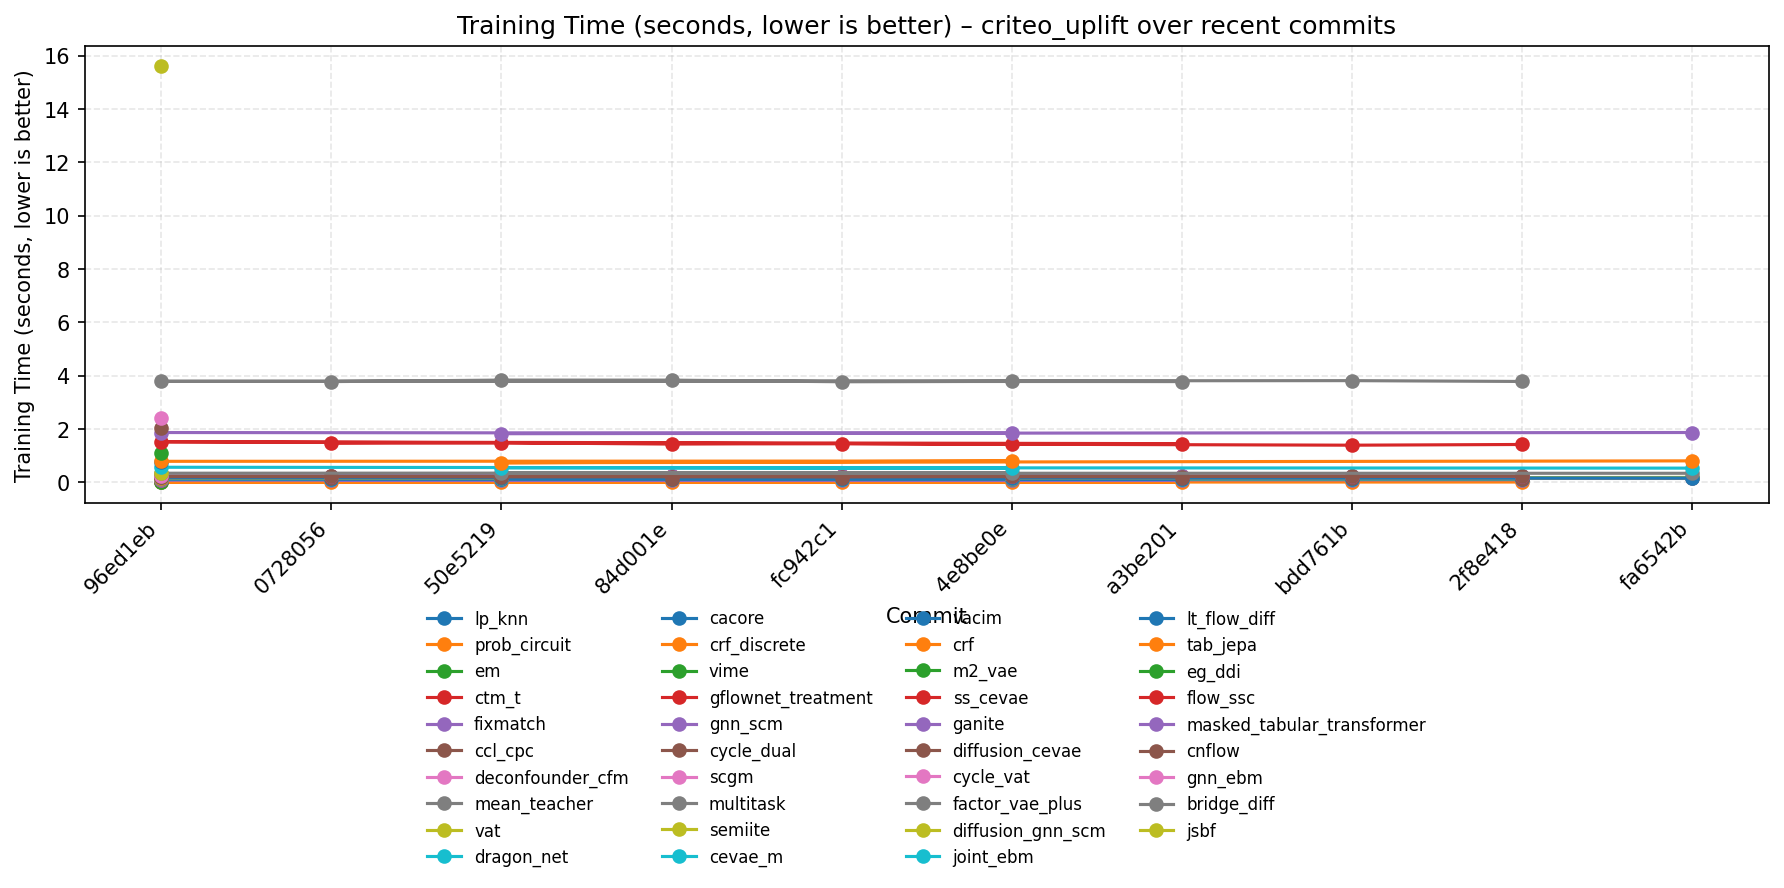 Training Time (seconds, lower is better) – criteo_uplift over recent commits
Training Time (seconds, lower is better)
16
14
12
10
8
6
4
2
0
96ed1eb
0728056
50e5219
84d001e
fc942c1
4e8be0e
a3be201
bdd761b
2f8e418
fa6542b
Commit
lp_knn
prob_circuit
em
ctm_t
fixmatch
ccl_cpc
deconfounder_cfm
mean_teacher
vat
dragon_net
cacore
crf_discrete
vime
gflownet_treatment
gnn_scm
cycle_dual
scgm
multitask
semiite
cevae_m
vacim
crf
m2_vae
ss_cevae
ganite
diffusion_cevae
cycle_vat
factor_vae_plus
diffusion_gnn_scm
joint_ebm
lt_flow_diff
tab_jepa
eg_ddi
flow_ssc
masked_tabular_transformer
cnflow
gnn_ebm
bridge_diff
jsbf